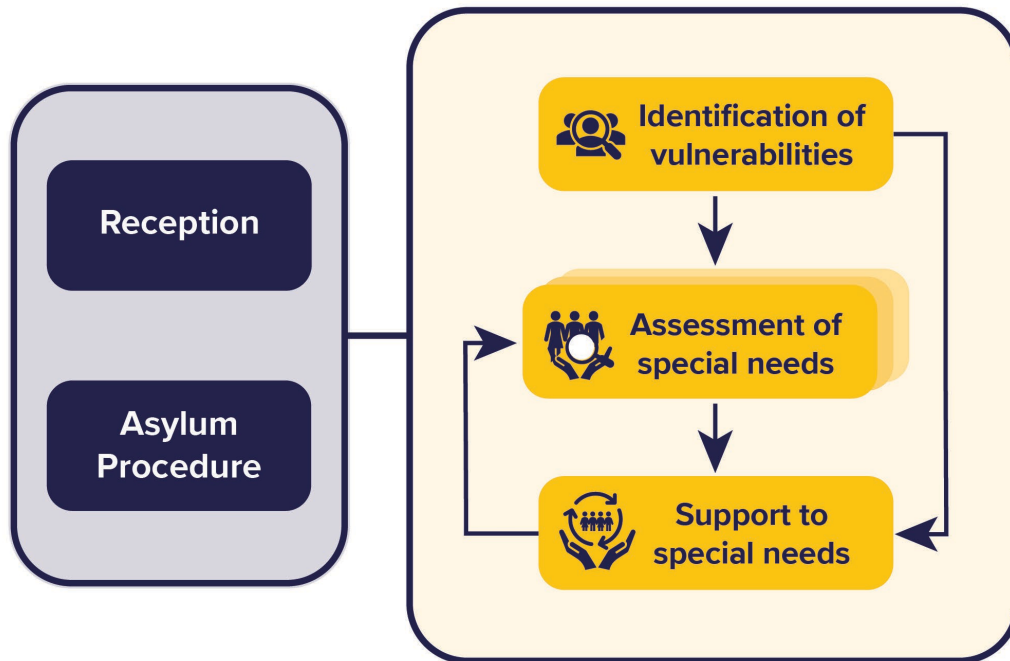 Reception
Asylum
Procedure
Identification of
vulnerabilities
Assessment of
special needs
Support to
special needs